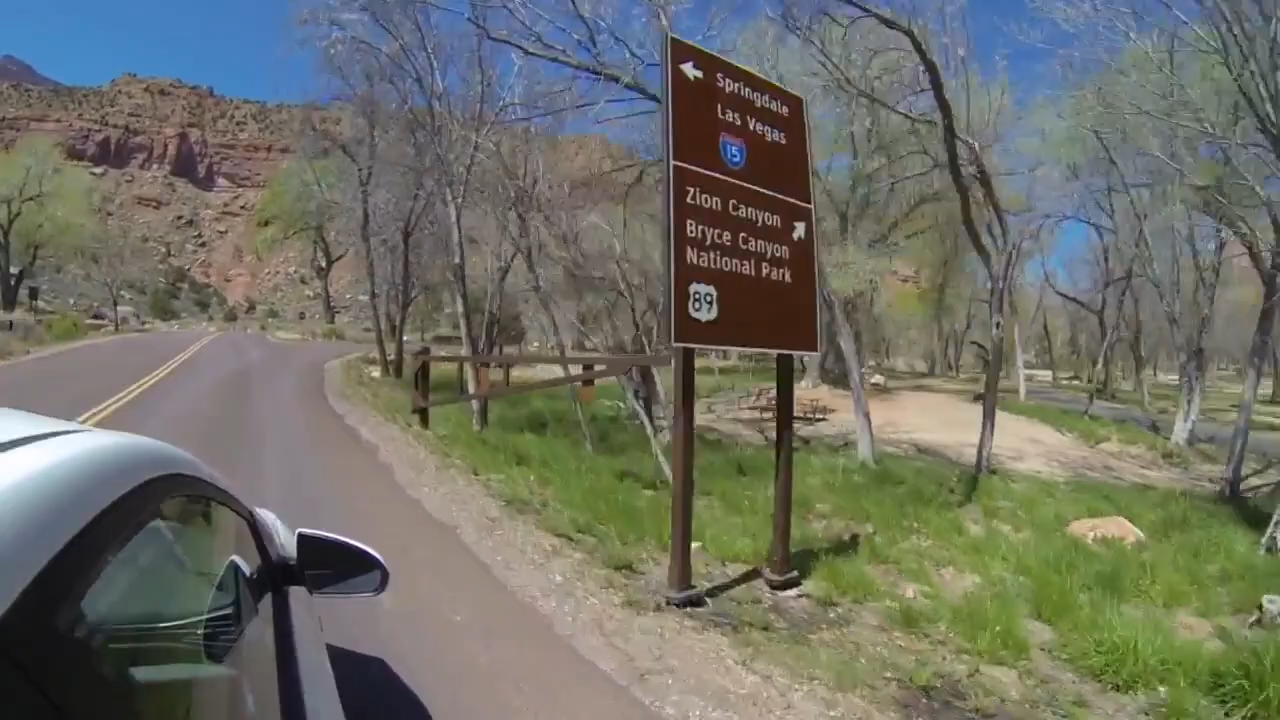 Springdale
Las Vegas
15
Zion Canyon
Bryce Canyon
National Park
89